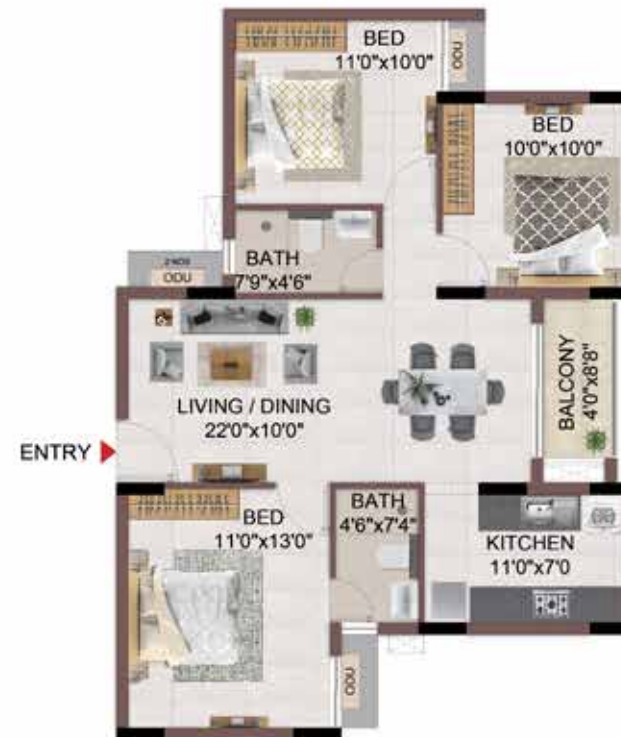 BED
11'0"x10'0"
ODU
BED
10'0"x10'0"
BATH
7'9"x4'6"
2 NOS
ODU
LIVING / DINING
22'0"x10'0"
BALCONY
4'0"x8'8"
ENTRY
BED
11'0"x13'0"
BATH
4'6"x7'4"
KITCHEN
11'0"x7'0
ODU